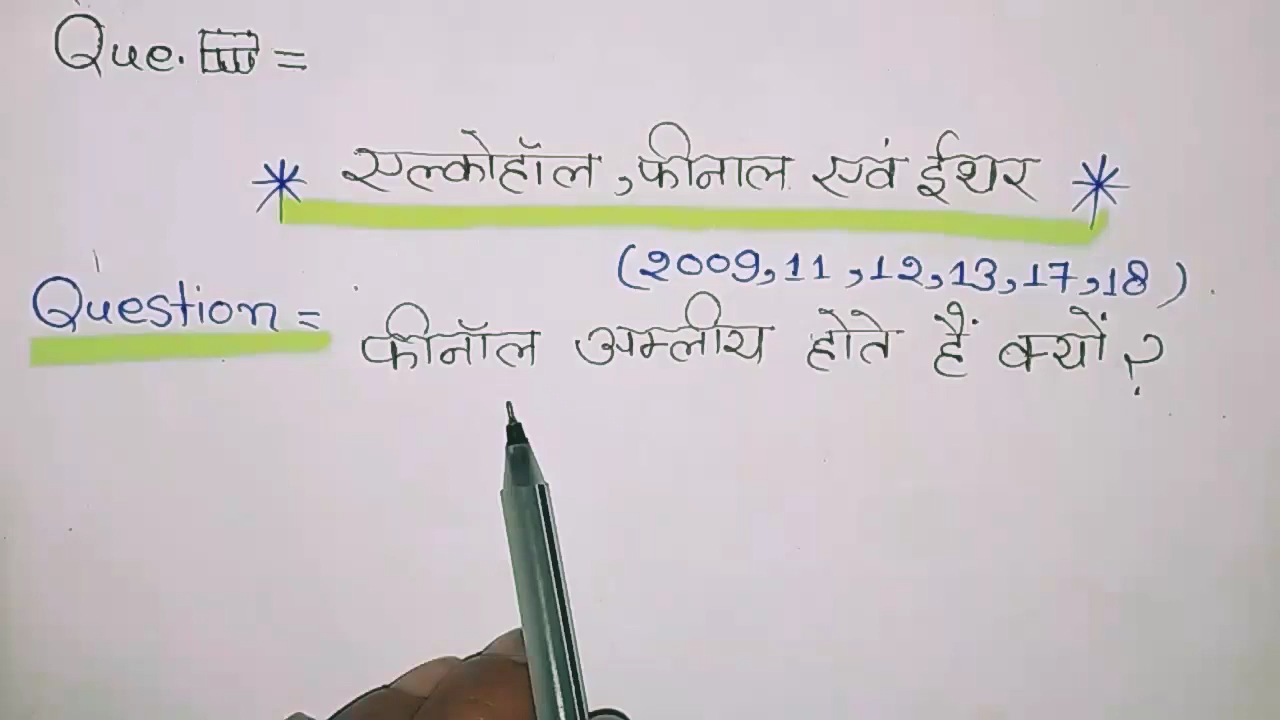 Que. =
एल्कोहॉल, फीनाल एवं ईथर
(2009, 11, 12, 13, 17, 18)
Question = फीनॉल अम्लीय होते हैं क्यों?